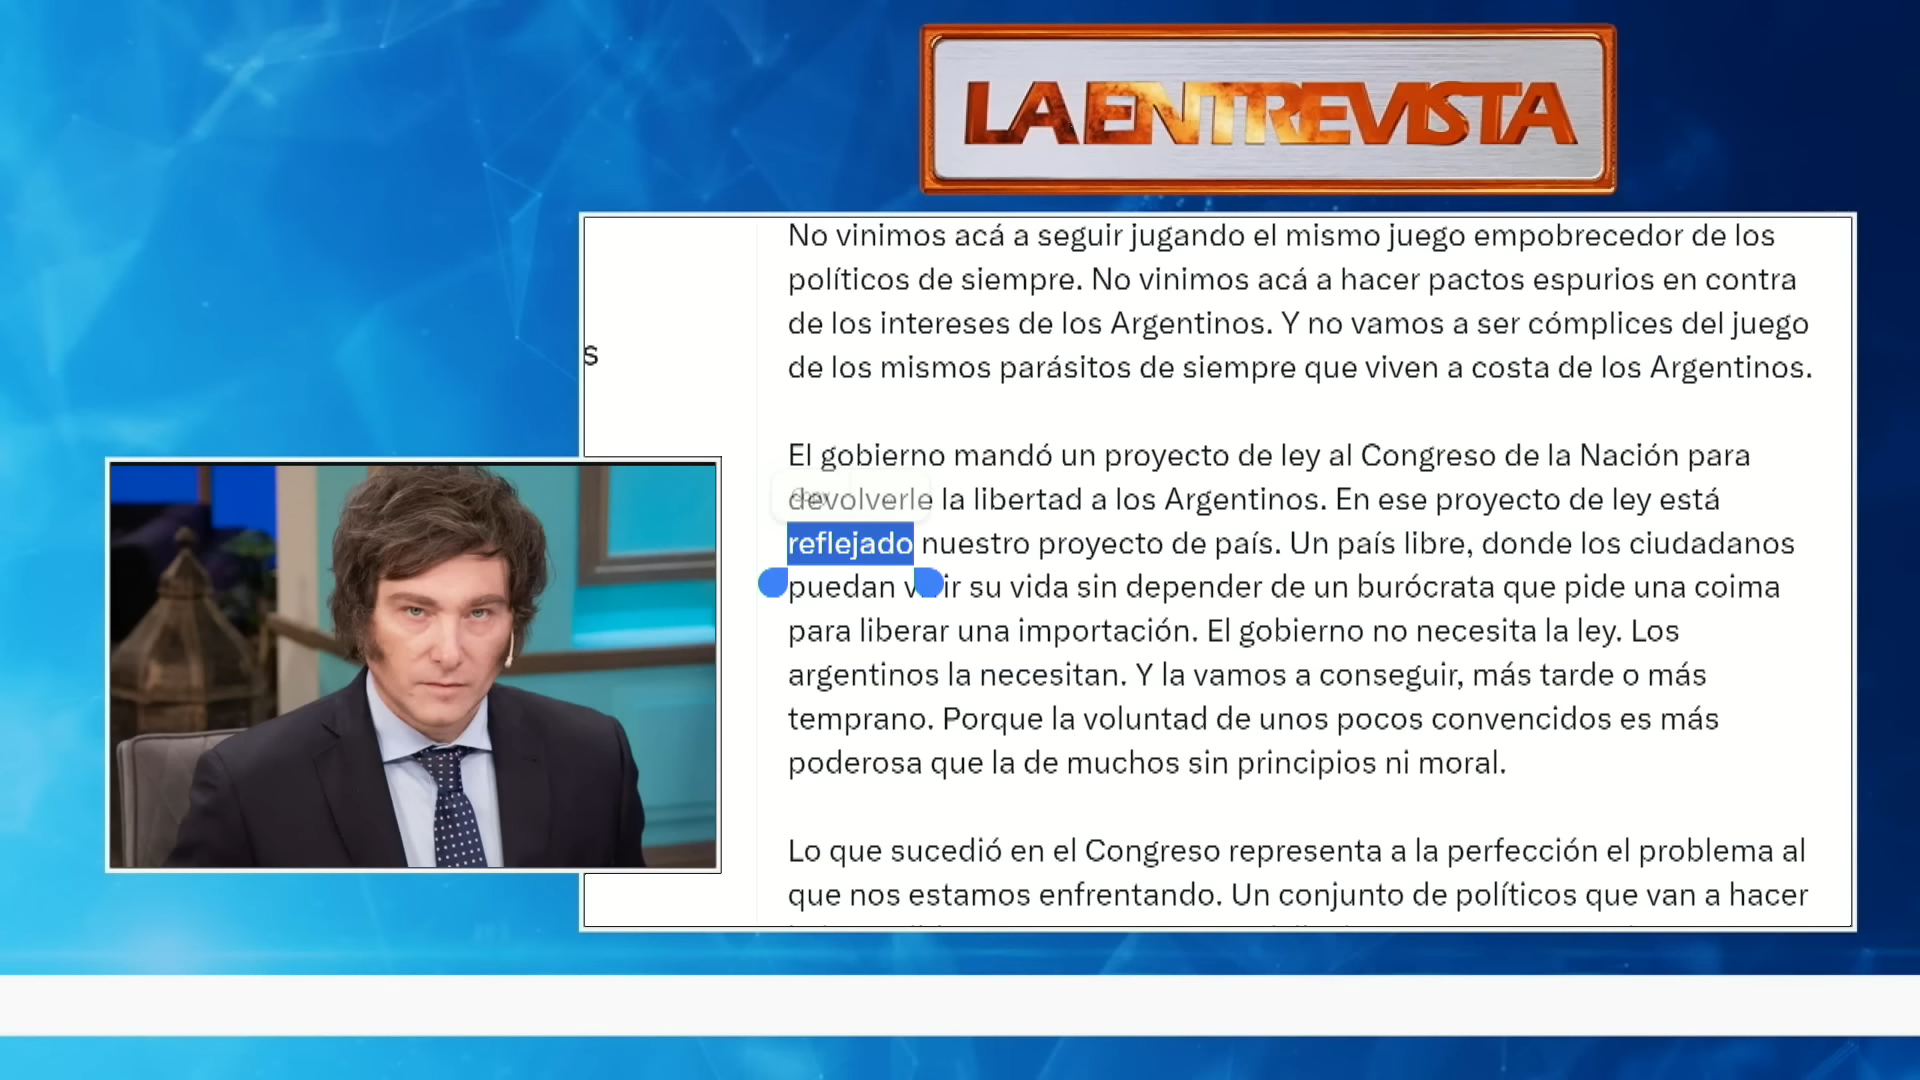 LA ENTREVISTA
No vinimos acá a seguir jugando el mismo juego empobrecedor de los
políticos de siempre. No vinimos acá a hacer pactos espurios en contra
de los intereses de los Argentinos. Y no vamos a ser cómplices del juego
s
de los mismos parásitos de siempre que viven a costa de los Argentinos.
El gobierno mandó un proyecto de ley al Congreso de la Nación para
devolverle la libertad a los Argentinos. En ese proyecto de ley está
reflejado nuestro proyecto de país. Un país libre, donde los ciudadanos
puedan vivir su vida sin depender de un burócrata que pide una coima
para liberar una importación. El gobierno no necesita la ley. Los
argentinos la necesitan. Y la vamos a conseguir, más tarde o más
temprano. Porque la voluntad de unos pocos convencidos es más
poderosa que la de muchos sin principios ni moral.
Lo que sucedió en el Congreso representa a la perfección el problema al
que nos estamos enfrentando. Un conjunto de políticos que van a hacer